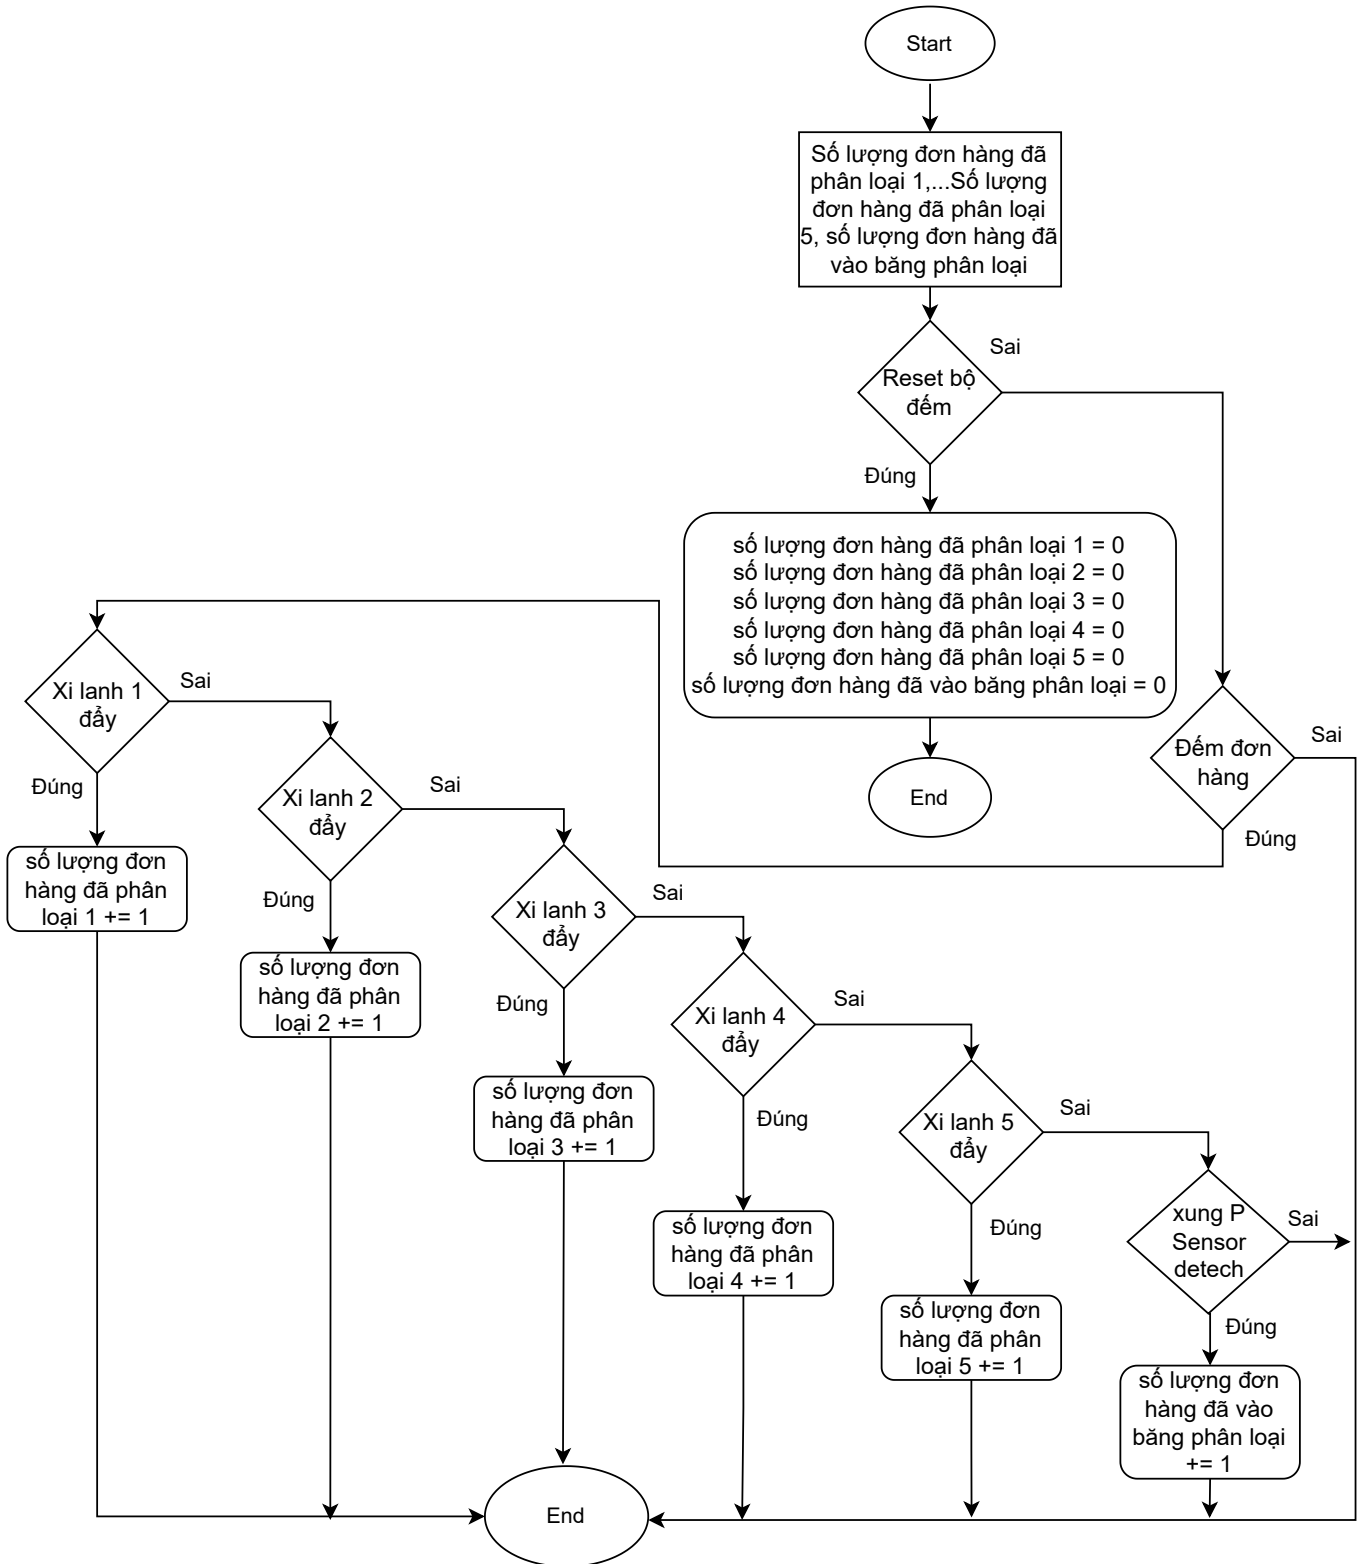 Start
Số lượng đơn hàng đã
phân loại 1,...Số lượng
đơn hàng đã phân loại
5, số lượng đơn hàng đã
vào băng phân loại
Sai
Reset bộ
đếm
Đúng
số lượng đơn hàng đã phân loại 1 = 0
số lượng đơn hàng đã phân loại 2 = 0
số lượng đơn hàng đã phân loại 3 = 0
số lượng đơn hàng đã phân loại 4 = 0
số lượng đơn hàng đã phân loại 5 = 0
số lượng đơn hàng đã vào băng phân loại = 0
End
Đếm đơn
hàng
Sai
Đúng
Xi lanh 1
đẩy
Sai
Đúng
số lượng đơn
hàng đã phân
loại 1 += 1
Xi lanh 2
đẩy
Sai
Đúng
số lượng đơn
hàng đã phân
loại 2 += 1
Xi lanh 3
đẩy
Sai
Đúng
số lượng đơn
hàng đã phân
loại 3 += 1
Xi lanh 4
đẩy
Sai
Đúng
số lượng đơn
hàng đã phân
loại 4 += 1
Xi lanh 5
đẩy
Sai
Đúng
số lượng đơn
hàng đã phân
loại 5 += 1
xung P
Sensor
detech
Sai
Đúng
số lượng đơn
hàng đã vào
băng phân loại
+= 1
End